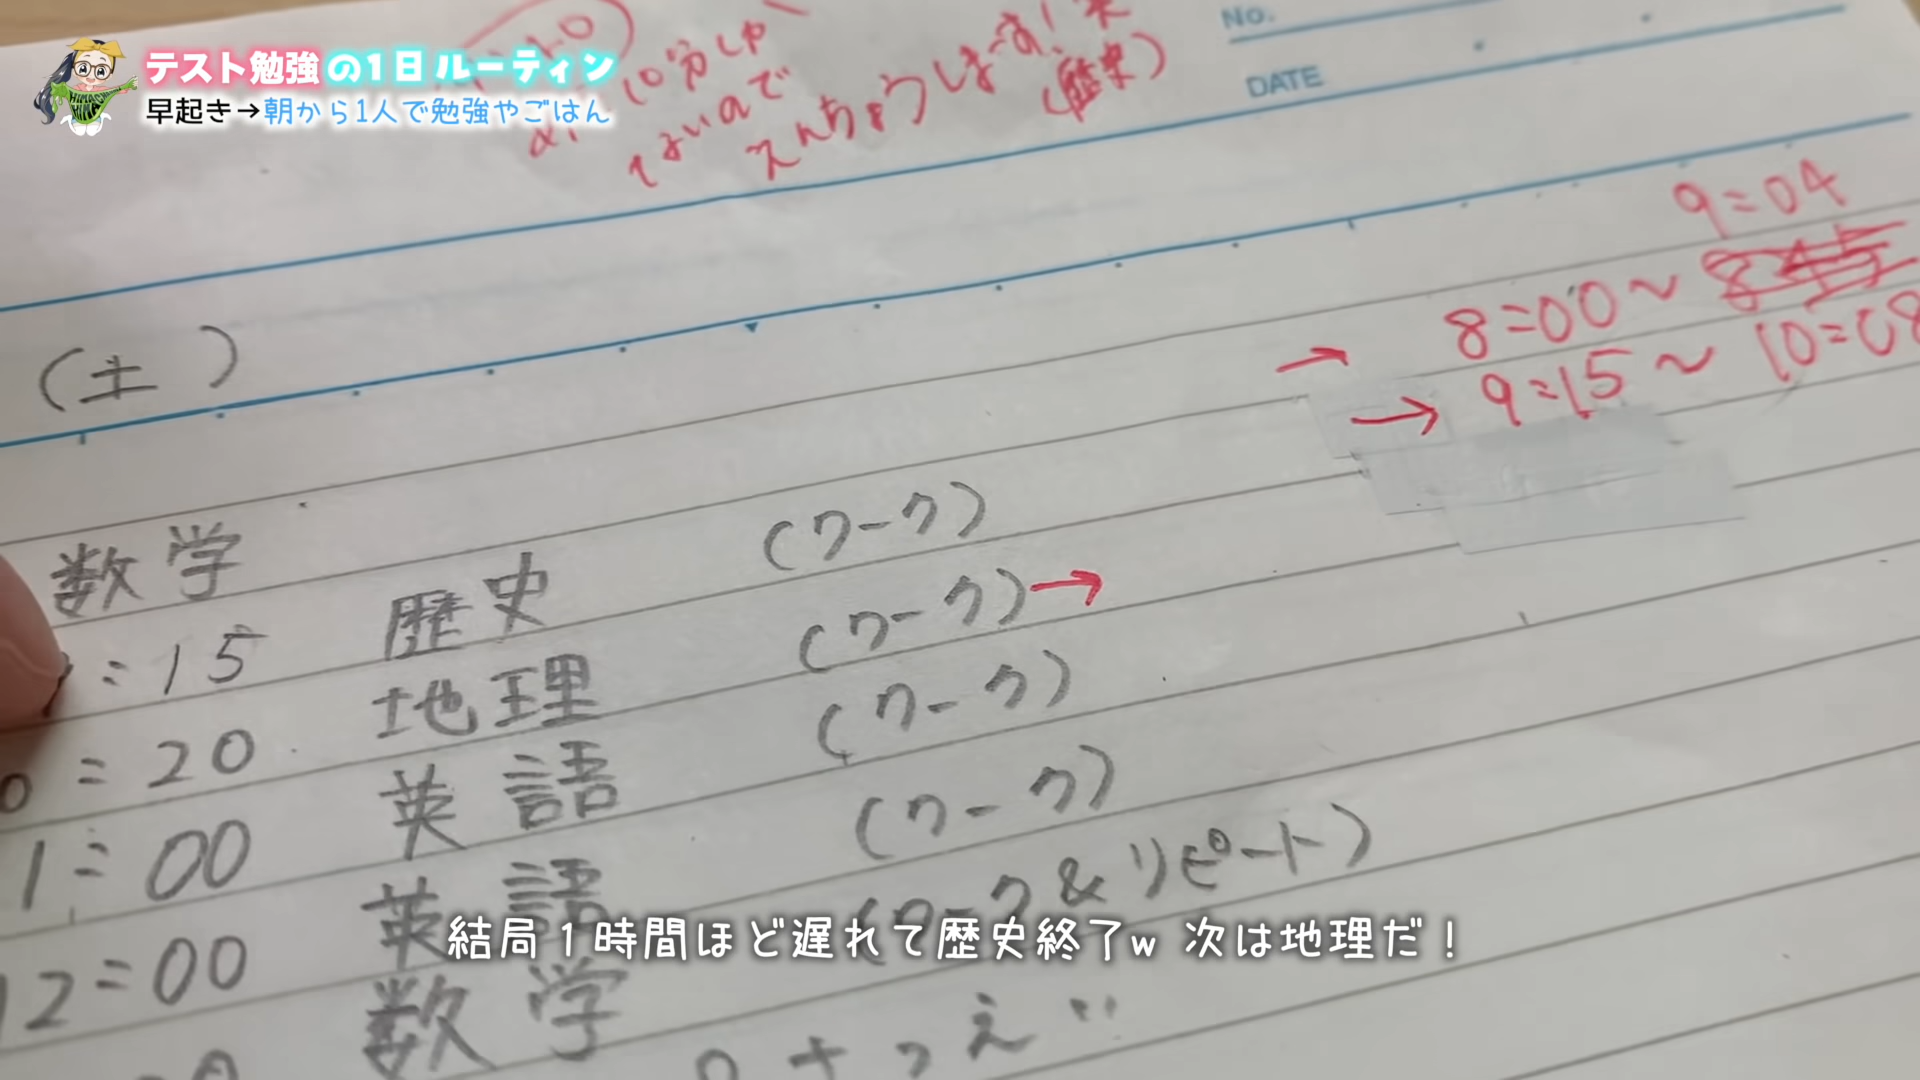 テスト勉強の1日ルーティン
早起き→朝から1人で勉強やごはん
HIMA
10分しか
ないので
えんちょうします!
(歴史)
No.
DATE
9:04
→ 8:00~
→ 9:15~10:08
(土)
数学 (ワーク)
:15 歴史 (ワーク)→
:20 地理 (ワーク)
1:00 英語 (ワーク)
12:00 英語 (ワーク&リピート)
数学
結局1時間ほど遅れて歴史終了w 次は地理だ!